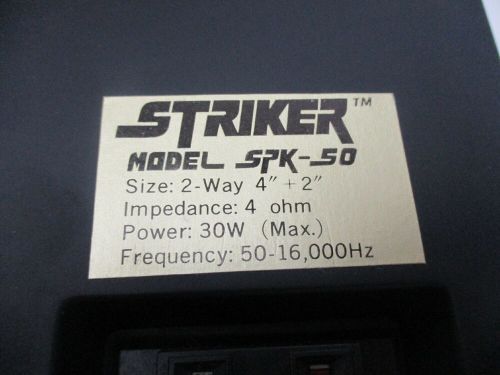 STRIKER™
MODEL SPK-50
Size: 2-Way 4" + 2"
Impedance: 4 ohm
Power: 30W (Max.)
Frequency: 50-16,000Hz